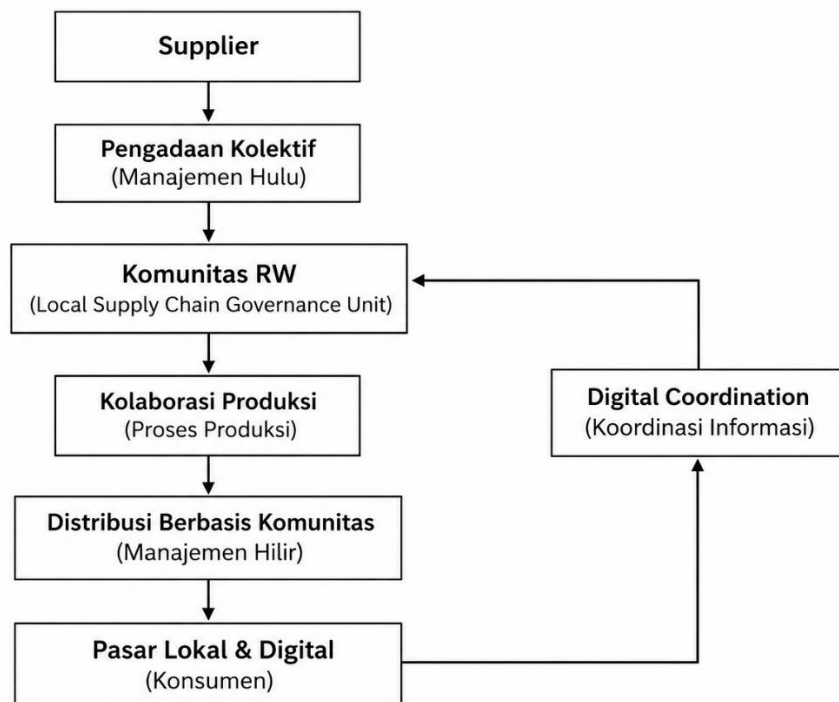 Supplier
Pengadaan Kolektif
(Manajemen Hulu)
Komunitas RW
(Local Supply Chain Governance Unit)
Kolaborasi Produksi
(Proses Produksi)
Digital Coordination
(Koordinasi Informasi)
Distribusi Berbasis Komunitas
(Manajemen Hilir)
Pasar Lokal & Digital
(Konsumen)